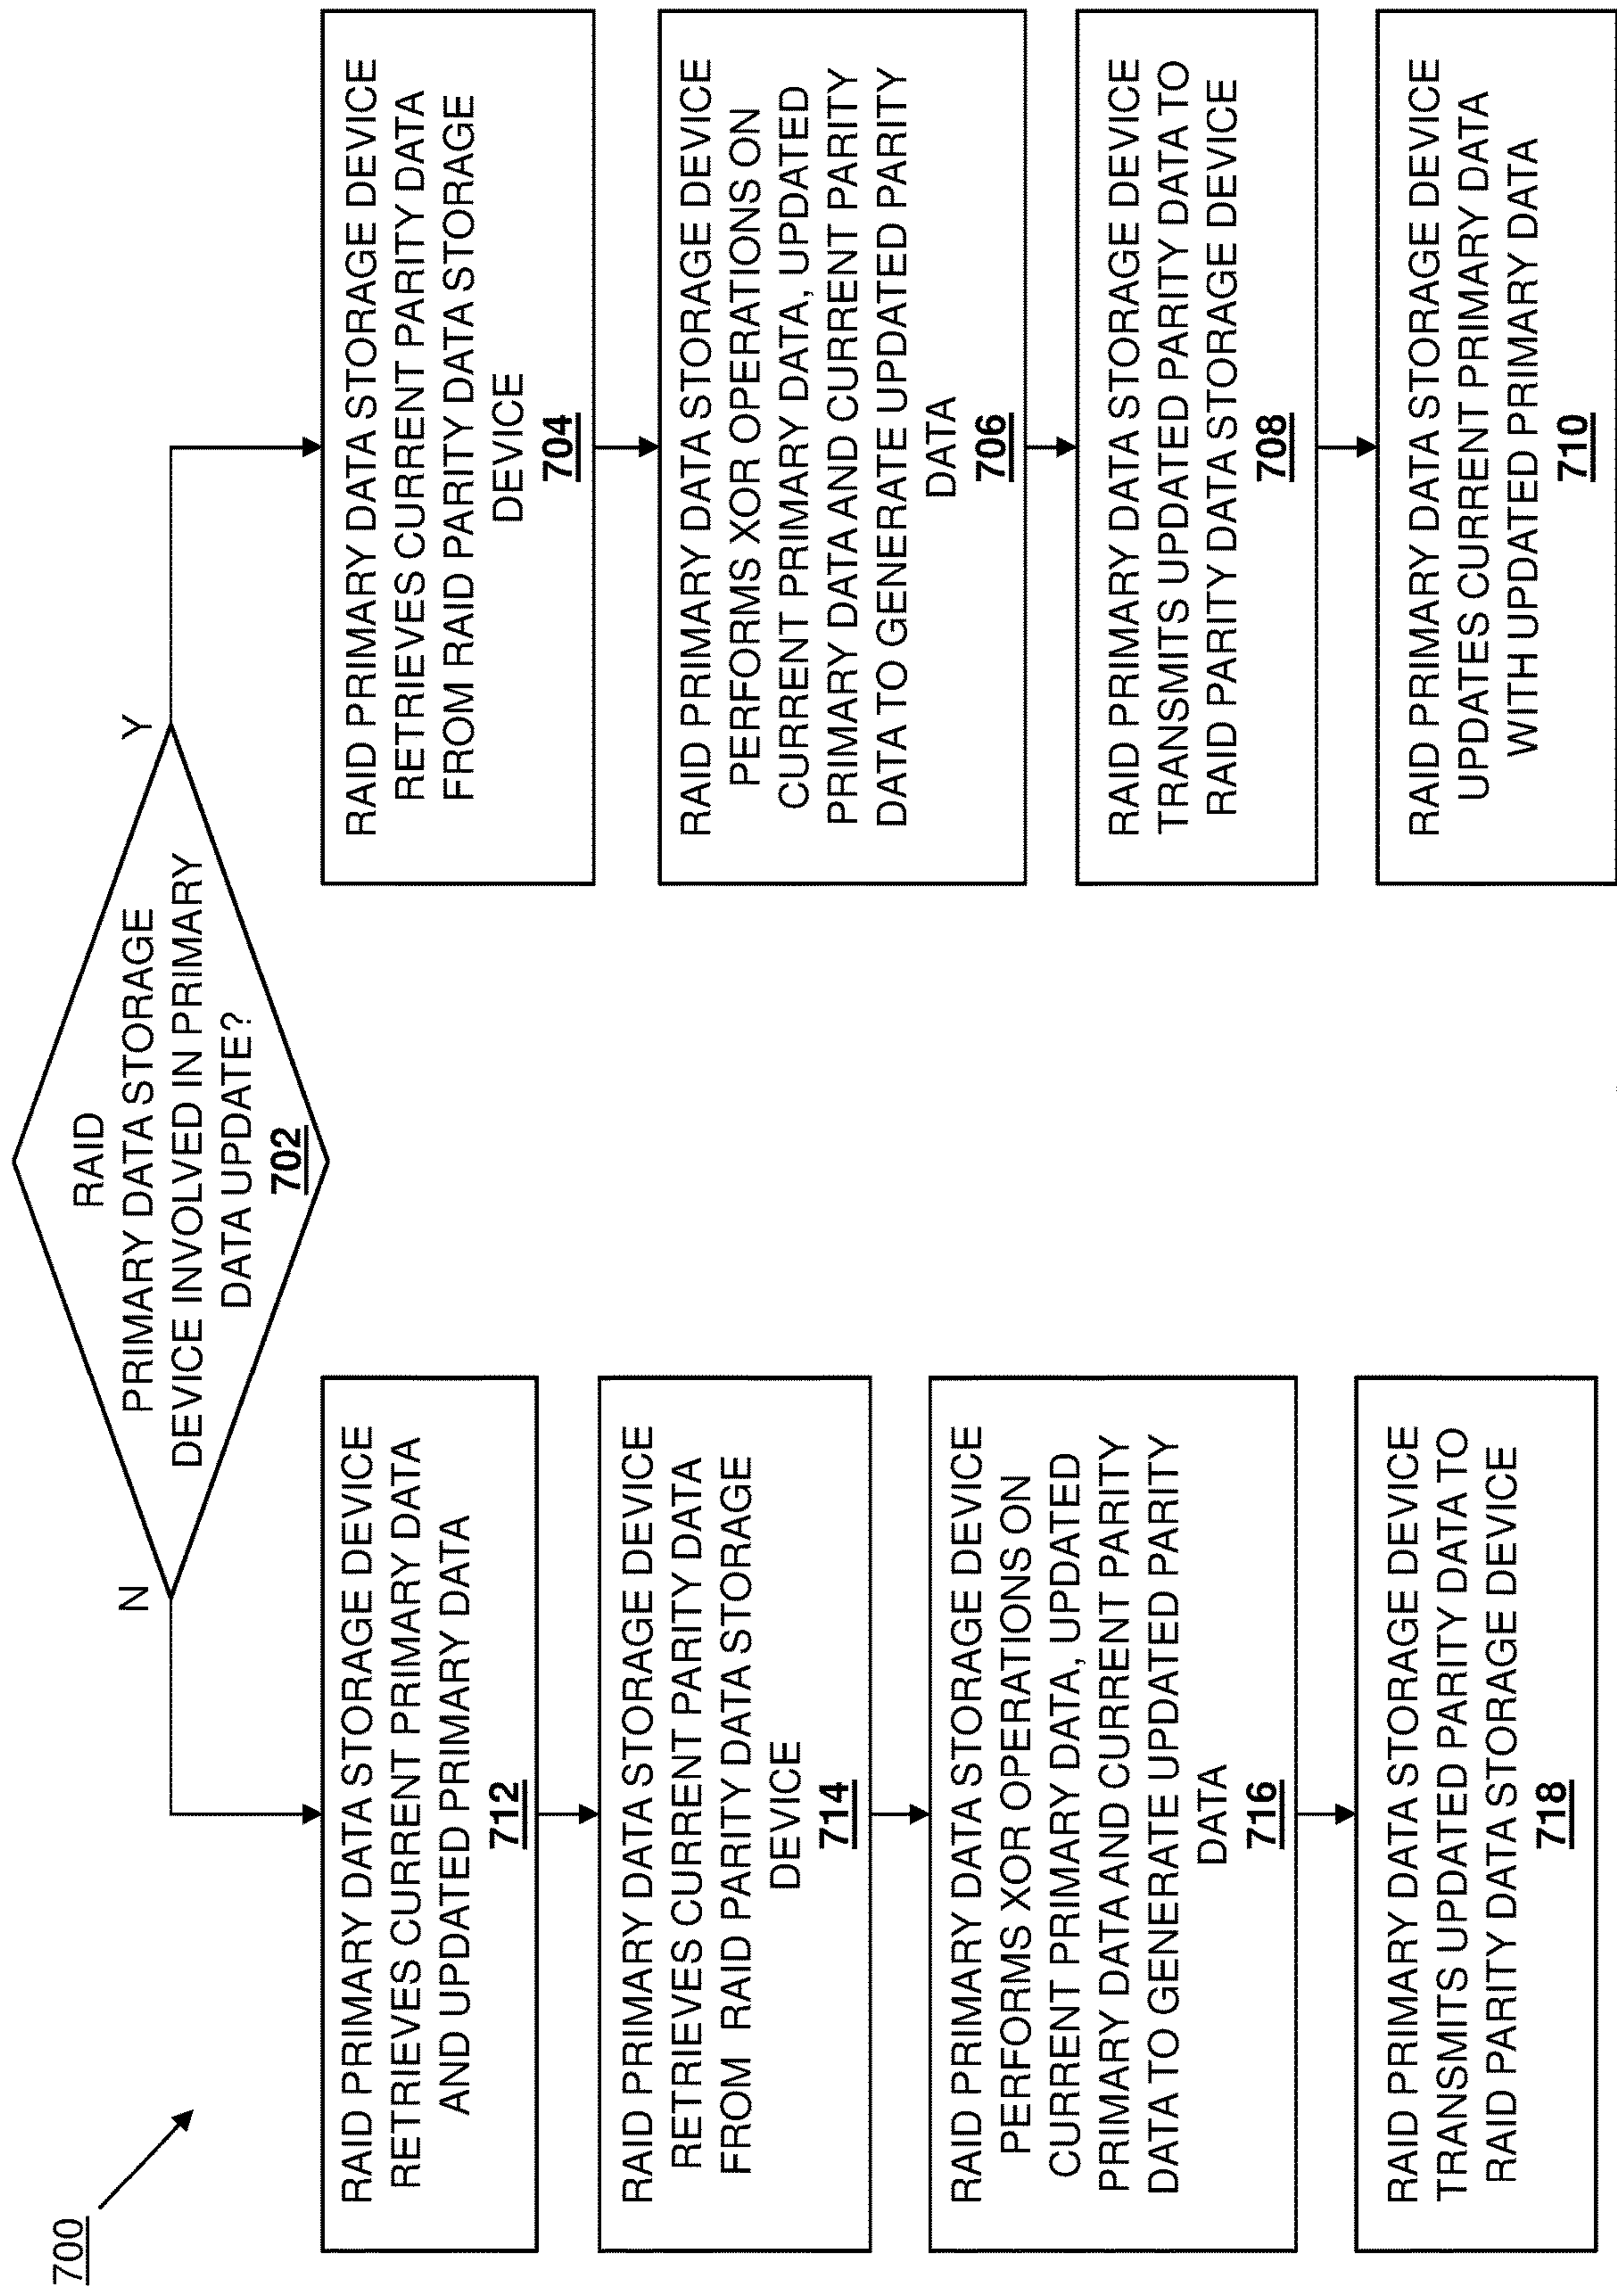 700
RAID
PRIMARY DATA STORAGE
DEVICE INVOLVED IN PRIMARY
DATA UPDATE?
702
N
Y
RAID PRIMARY DATA STORAGE DEVICE
RETRIEVES CURRENT PRIMARY DATA
AND UPDATED PRIMARY DATA
712
RAID PRIMARY DATA STORAGE DEVICE
RETRIEVES CURRENT PARITY DATA
FROM RAID PARITY DATA STORAGE
DEVICE
714
RAID PRIMARY DATA STORAGE DEVICE
PERFORMS XOR OPERATIONS ON
CURRENT PRIMARY DATA, UPDATED
PRIMARY DATA AND CURRENT PARITY
DATA TO GENERATE UPDATED PARITY
DATA
716
RAID PRIMARY DATA STORAGE DEVICE
TRANSMITS UPDATED PARITY DATA TO
RAID PARITY DATA STORAGE DEVICE
718
RAID PRIMARY DATA STORAGE DEVICE
RETRIEVES CURRENT PARITY DATA
FROM RAID PARITY DATA STORAGE
DEVICE
704
RAID PRIMARY DATA STORAGE DEVICE
PERFORMS XOR OPERATIONS ON
CURRENT PRIMARY DATA, UPDATED
PRIMARY DATA AND CURRENT PARITY
DATA TO GENERATE UPDATED PARITY
DATA
706
RAID PRIMARY DATA STORAGE DEVICE
TRANSMITS UPDATED PARITY DATA TO
RAID PARITY DATA STORAGE DEVICE
708
RAID PRIMARY DATA STORAGE DEVICE
UPDATES CURRENT PRIMARY DATA
WITH UPDATED PRIMARY DATA
710